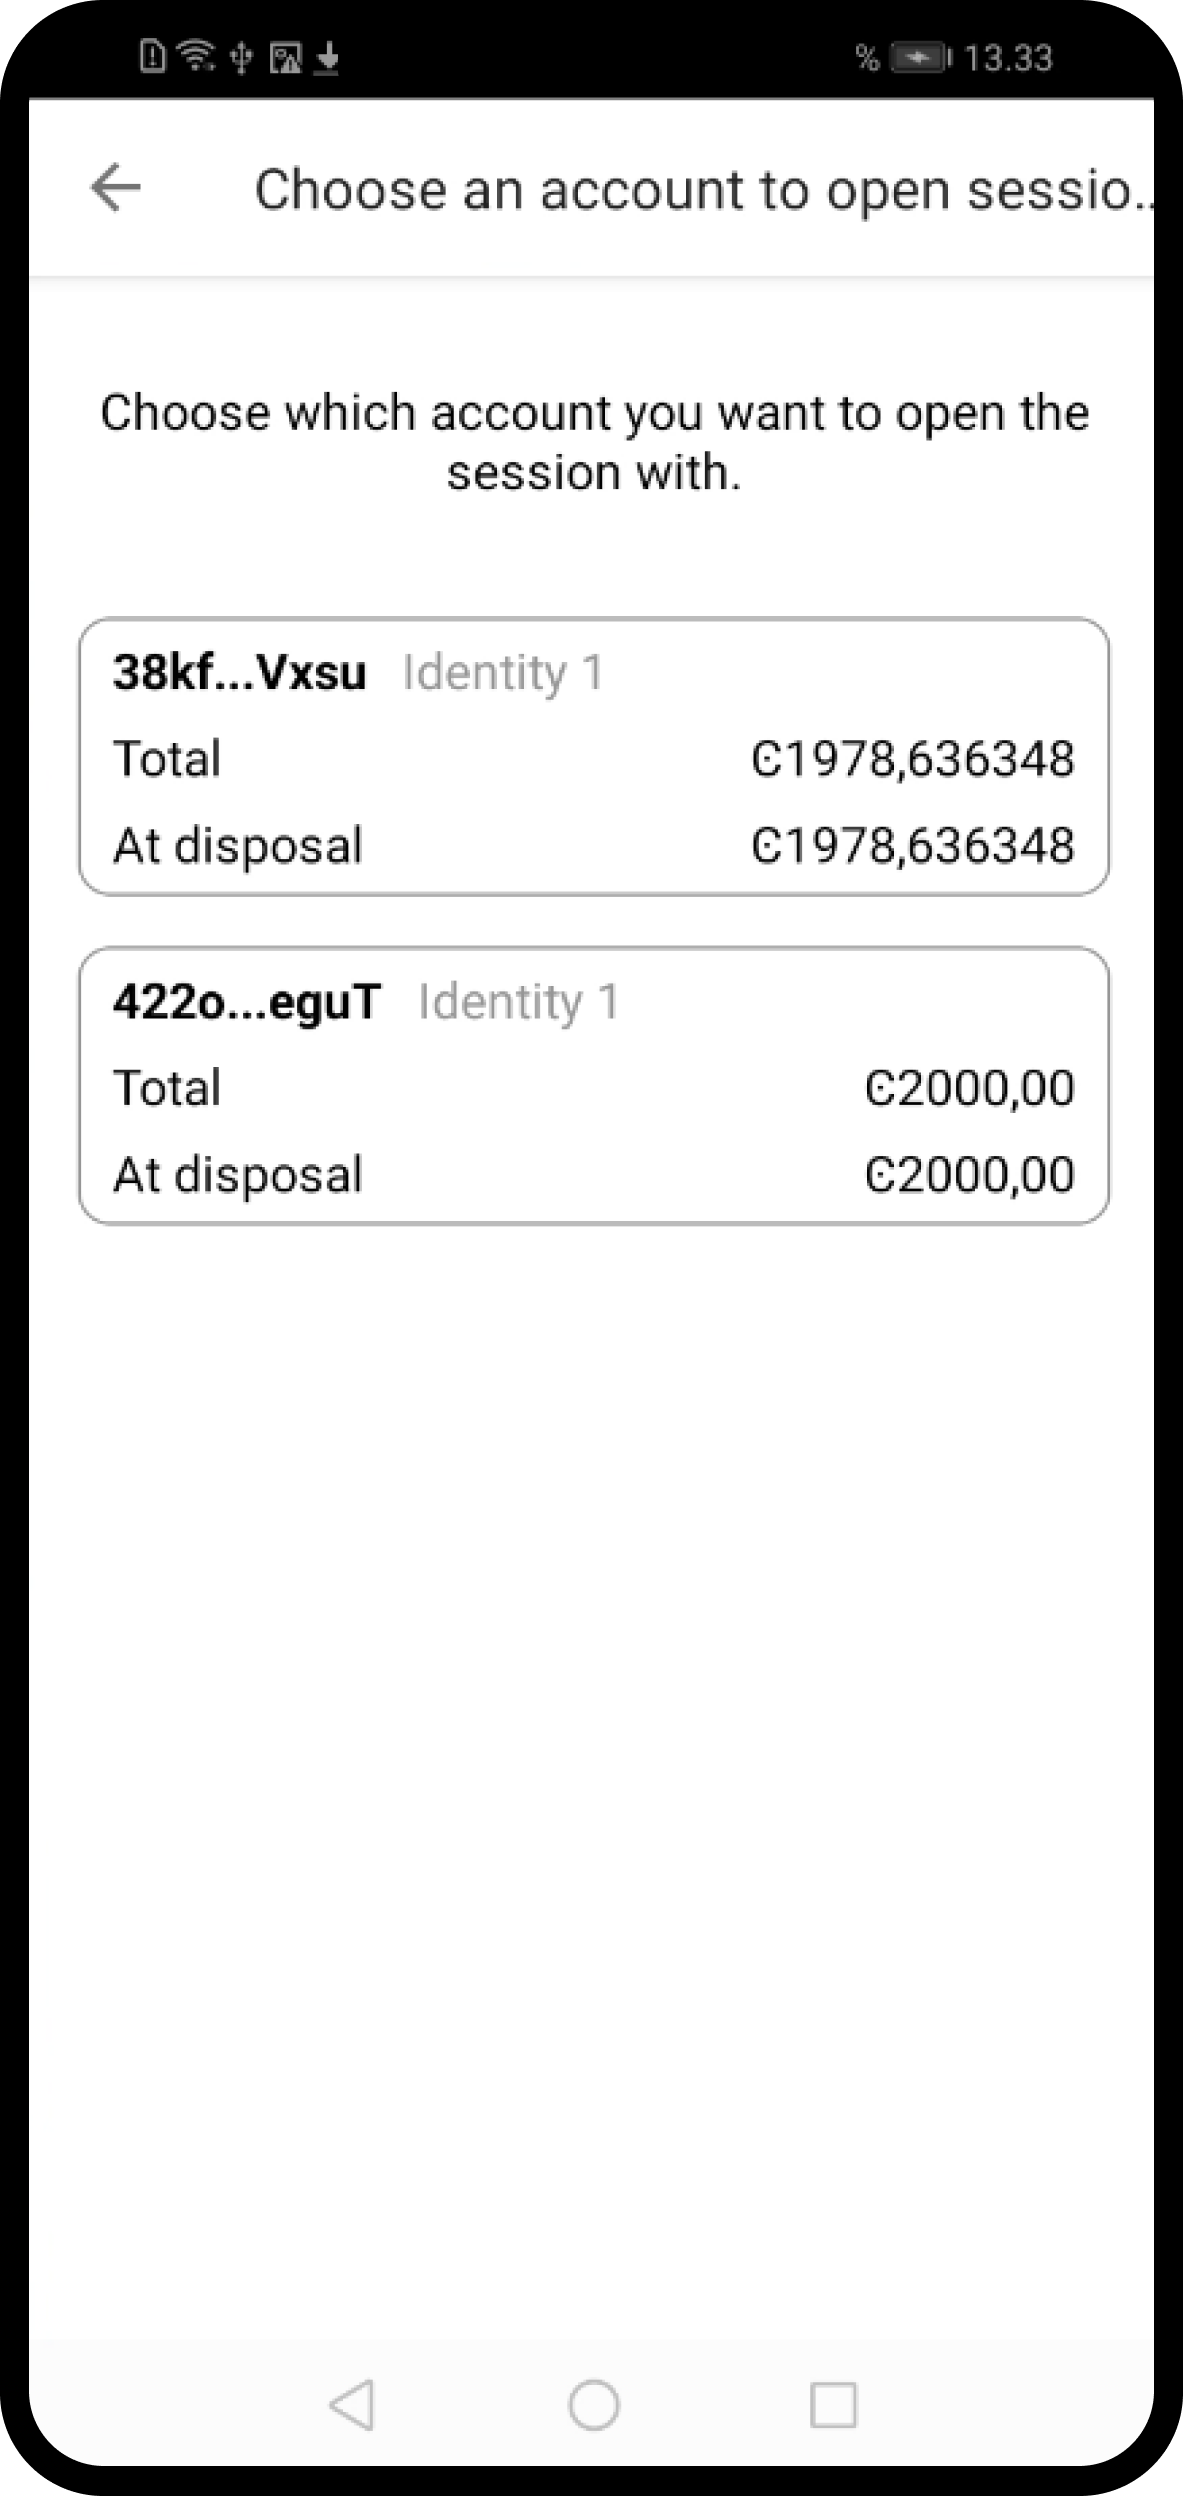 % 13.33
Choose an account to open sessio..
Choose which account you want to open the
session with.
38kf...Vxsu Identity 1
Total Ͼ1978,636348
At disposal Ͼ1978,636348
422o...eguT Identity 1
Total Ͼ2000,00
At disposal Ͼ2000,00